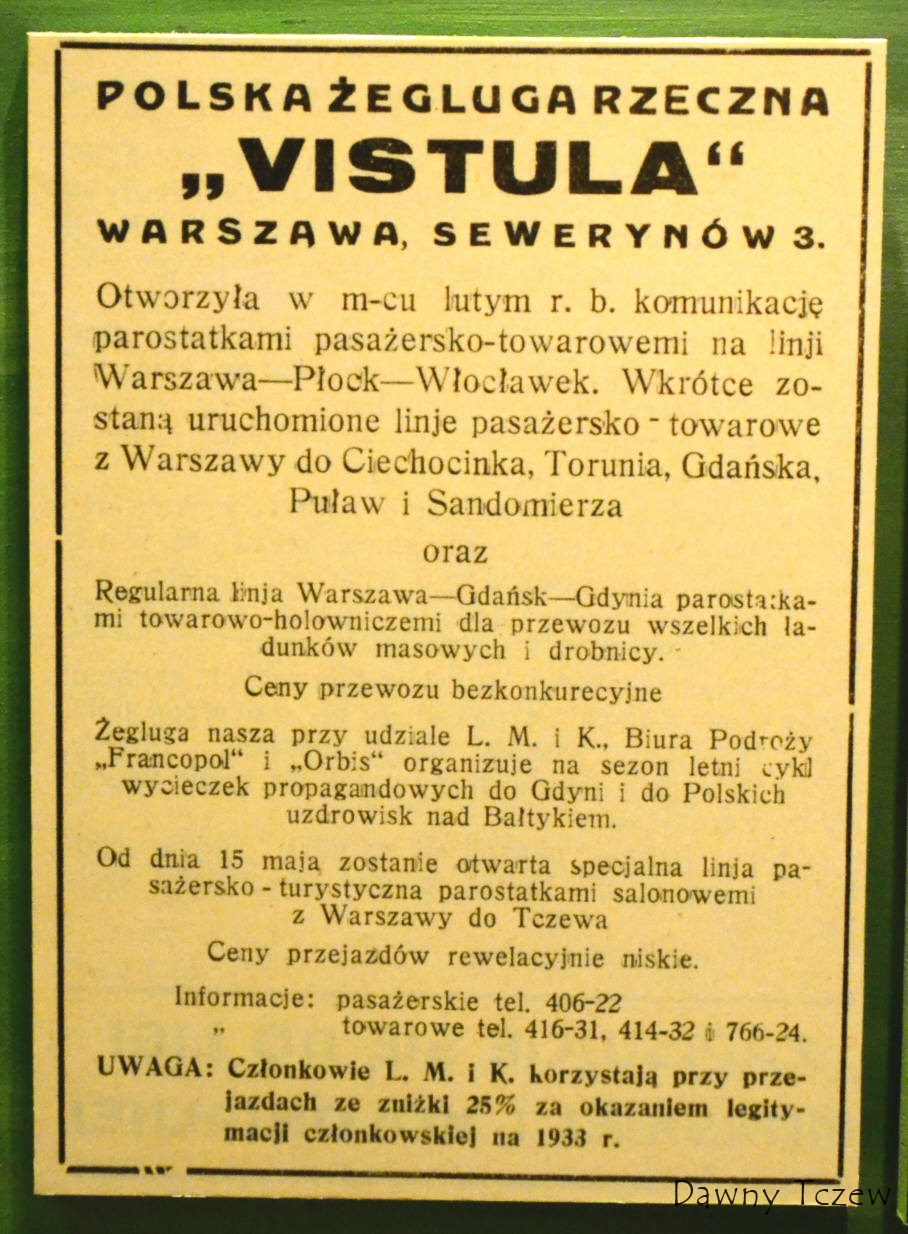 POLSKA ŻEGLUGA RZECZNA
„VISTULA“
WARSZAWA, SEWERYNÓW 3.
Otworzyła w m-cu lutym r. b. komunikację
parostatkami pasażersko-towarowemi na linji
Warszawa—Płock—Włocławek. Wkrótce zo-
staną uruchomione linje pasażersko - towarowe
z Warszawy do Ciechocinka, Torunia, Gdańska,
Puław i Sandomierza
oraz
Regularna linja Warszawa—Gdańsk—Gdynia parostatka-
mi towarowo-holowniczemi dla przewozu wszelkich ła-
dunków masowych i drobnicy.
Ceny przewozu bezkonkurecyjne
Żegluga nasza przy udziale L. M. i K., Biura Podroży
„Francopol“ i „Orbis“ organizuje na sezon letni cykl
wycieczek propagandowych do Gdyni i do Polskich
uzdrowisk nad Bałtykiem.
Od dnia 15 maja zostanie otwarta specjalna linja pa-
sażersko - turystyczna parostatkami salonowemi
z Warszawy do Tczewa
Ceny przejazdów rewelacyjnie niskie.
Informacje: pasażerskie tel. 406-22
„ towarowe tel. 416-31, 414-32 i 766-24.
UWAGA: Członkowie L. M. i K. korzystają przy prze-
jazdach ze zniżki 25% za okazaniem legity-
macji członkowskiej na 1933 r.
Dawny Tczew